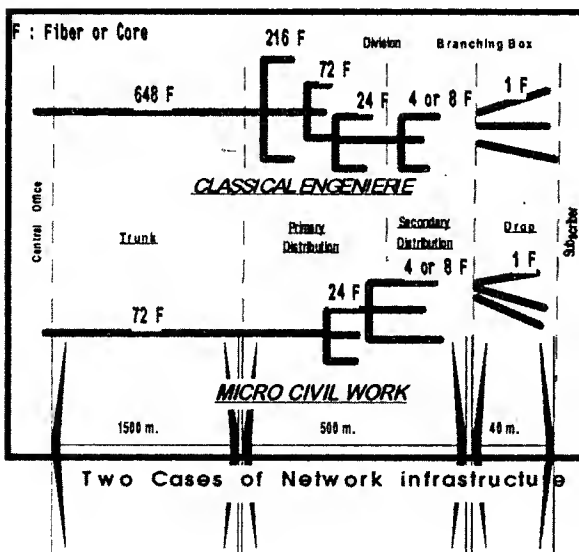 F : Fiber or Core
216 F
Division
Branching Box
72 F
1 F
648 F
24 F
4 or 8 F
CLASSICAL ENGENIERIE
Central Office
Trunk
Primary Distribution
Secondary Distribution
Drop
Subscriber
4 or 8 F
1 F
24 F
72 F
MICRO CIVIL WORK
1500 m.
500 m.
40 m.
Two Cases of Network infrastructure